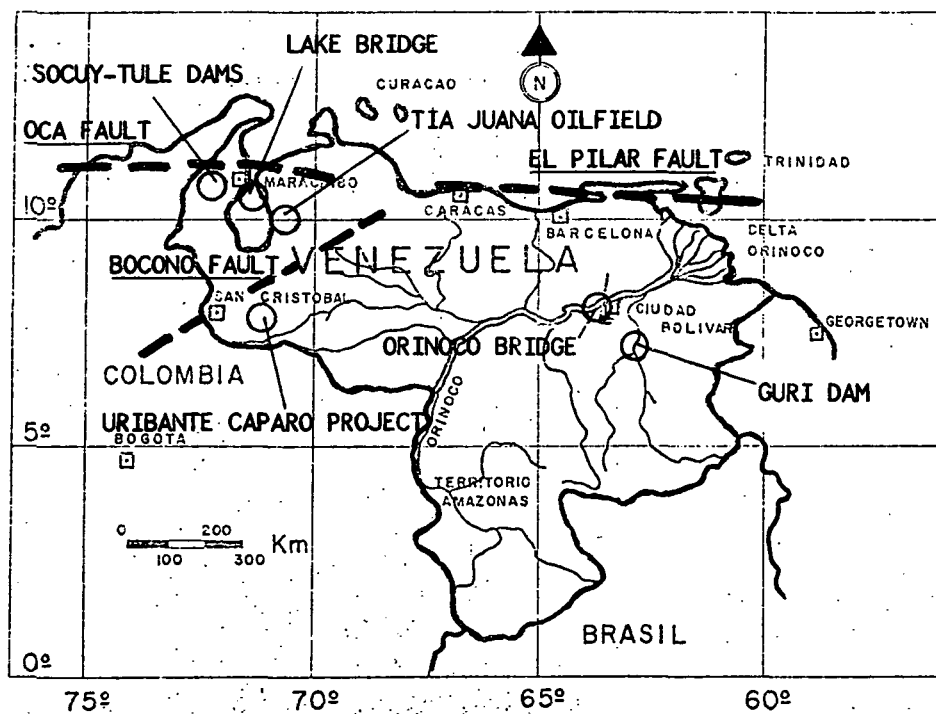 LAKE BRIDGE
SOCUY-TULE DAMS
CURACAO
N
TIA JUANA OILFIELD
OCA FAULT
EL PILAR FAULT
TRINIDAD
MARACAIBO
10º
CARACAS
BARCELONA
DELTA
ORINOCO
BOCONO FAULT
VENEZUELA
SAN CRISTOBAL
CIUDAD
BOLIVAR
GEORGETOWN
ORINOCO BRIDGE
COLOMBIA
GURI DAM
URIBANTE CAPARO PROJECT
ORINOCO
BOGOTA
5º
TERRITORIO
AMAZONAS
0 200
100 300
Km
BRASIL
0º
75º 70º 65º 60º